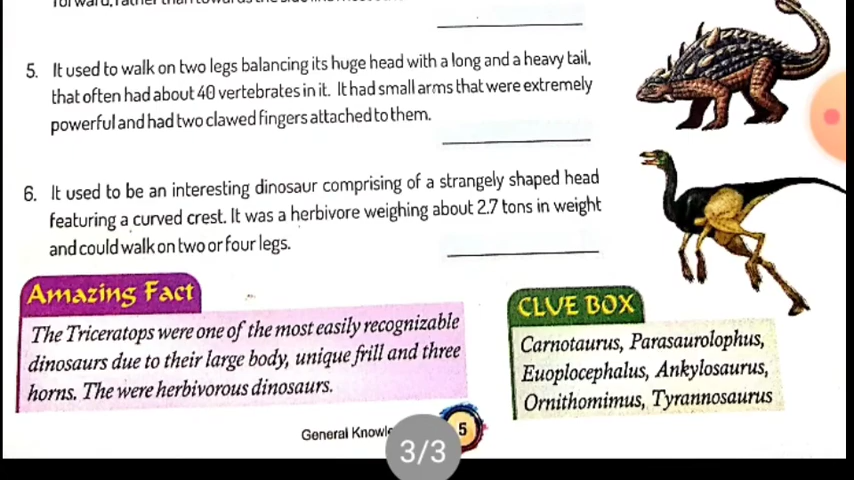 5. It used to walk on two legs balancing its huge head with a long and a heavy tail,
that often had about 40 vertebrates in it. It had small arms that were extremely
powerful and had two clawed fingers attached to them.
6. It used to be an interesting dinosaur comprising of a strangely shaped head
featuring a curved crest. It was a herbivore weighing about 2.7 tons in weight
and could walk on two or four legs.
Amazing Fact
The Triceratops were one of the most easily recognizable
dinosaurs due to their large body, unique frill and three
horns. The were herbivorous dinosaurs.
CLUE BOX
Carnotaurus, Parasaurolophus,
Euoplocephalus, Ankylosaurus,
Ornithomimus, Tyrannosaurus
General
5
3/3